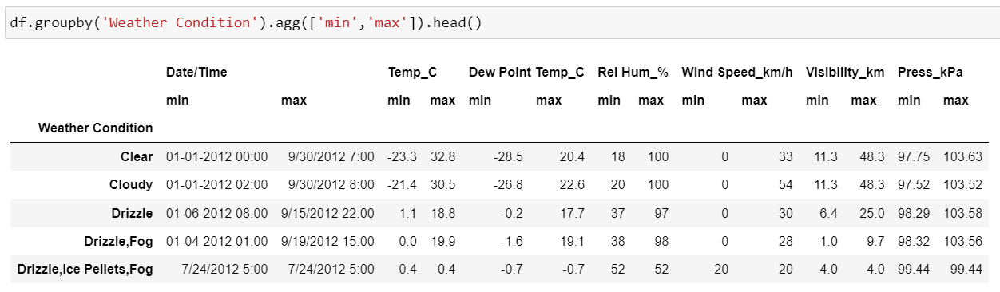 df.groupby('Weather Condition').agg(['min','max']).head()
Date/Time Temp_C Dew Point Temp_C Rel Hum_% Wind Speed_km/h Visibility_km Press_kPa
min max min max min max min max min max min max min max
Weather Condition
Clear 01-01-2012 00:00 9/30/2012 7:00 -23.3 32.8 -28.5 20.4 18 100 0 33 11.3 48.3 97.75 103.63
Cloudy 01-01-2012 02:00 9/30/2012 8:00 -21.4 30.5 -26.8 22.6 20 100 0 54 11.3 48.3 97.52 103.52
Drizzle 01-06-2012 08:00 9/15/2012 22:00 1.1 18.8 -0.2 17.7 37 97 0 30 6.4 25.0 98.29 103.58
Drizzle,Fog 01-04-2012 01:00 9/19/2012 15:00 0.0 19.9 -1.6 19.1 38 98 0 28 1.0 9.7 98.32 103.56
Drizzle,Ice Pellets,Fog 7/24/2012 5:00 7/24/2012 5:00 0.4 0.4 -0.7 -0.7 52 52 20 20 4.0 4.0 99.44 99.44